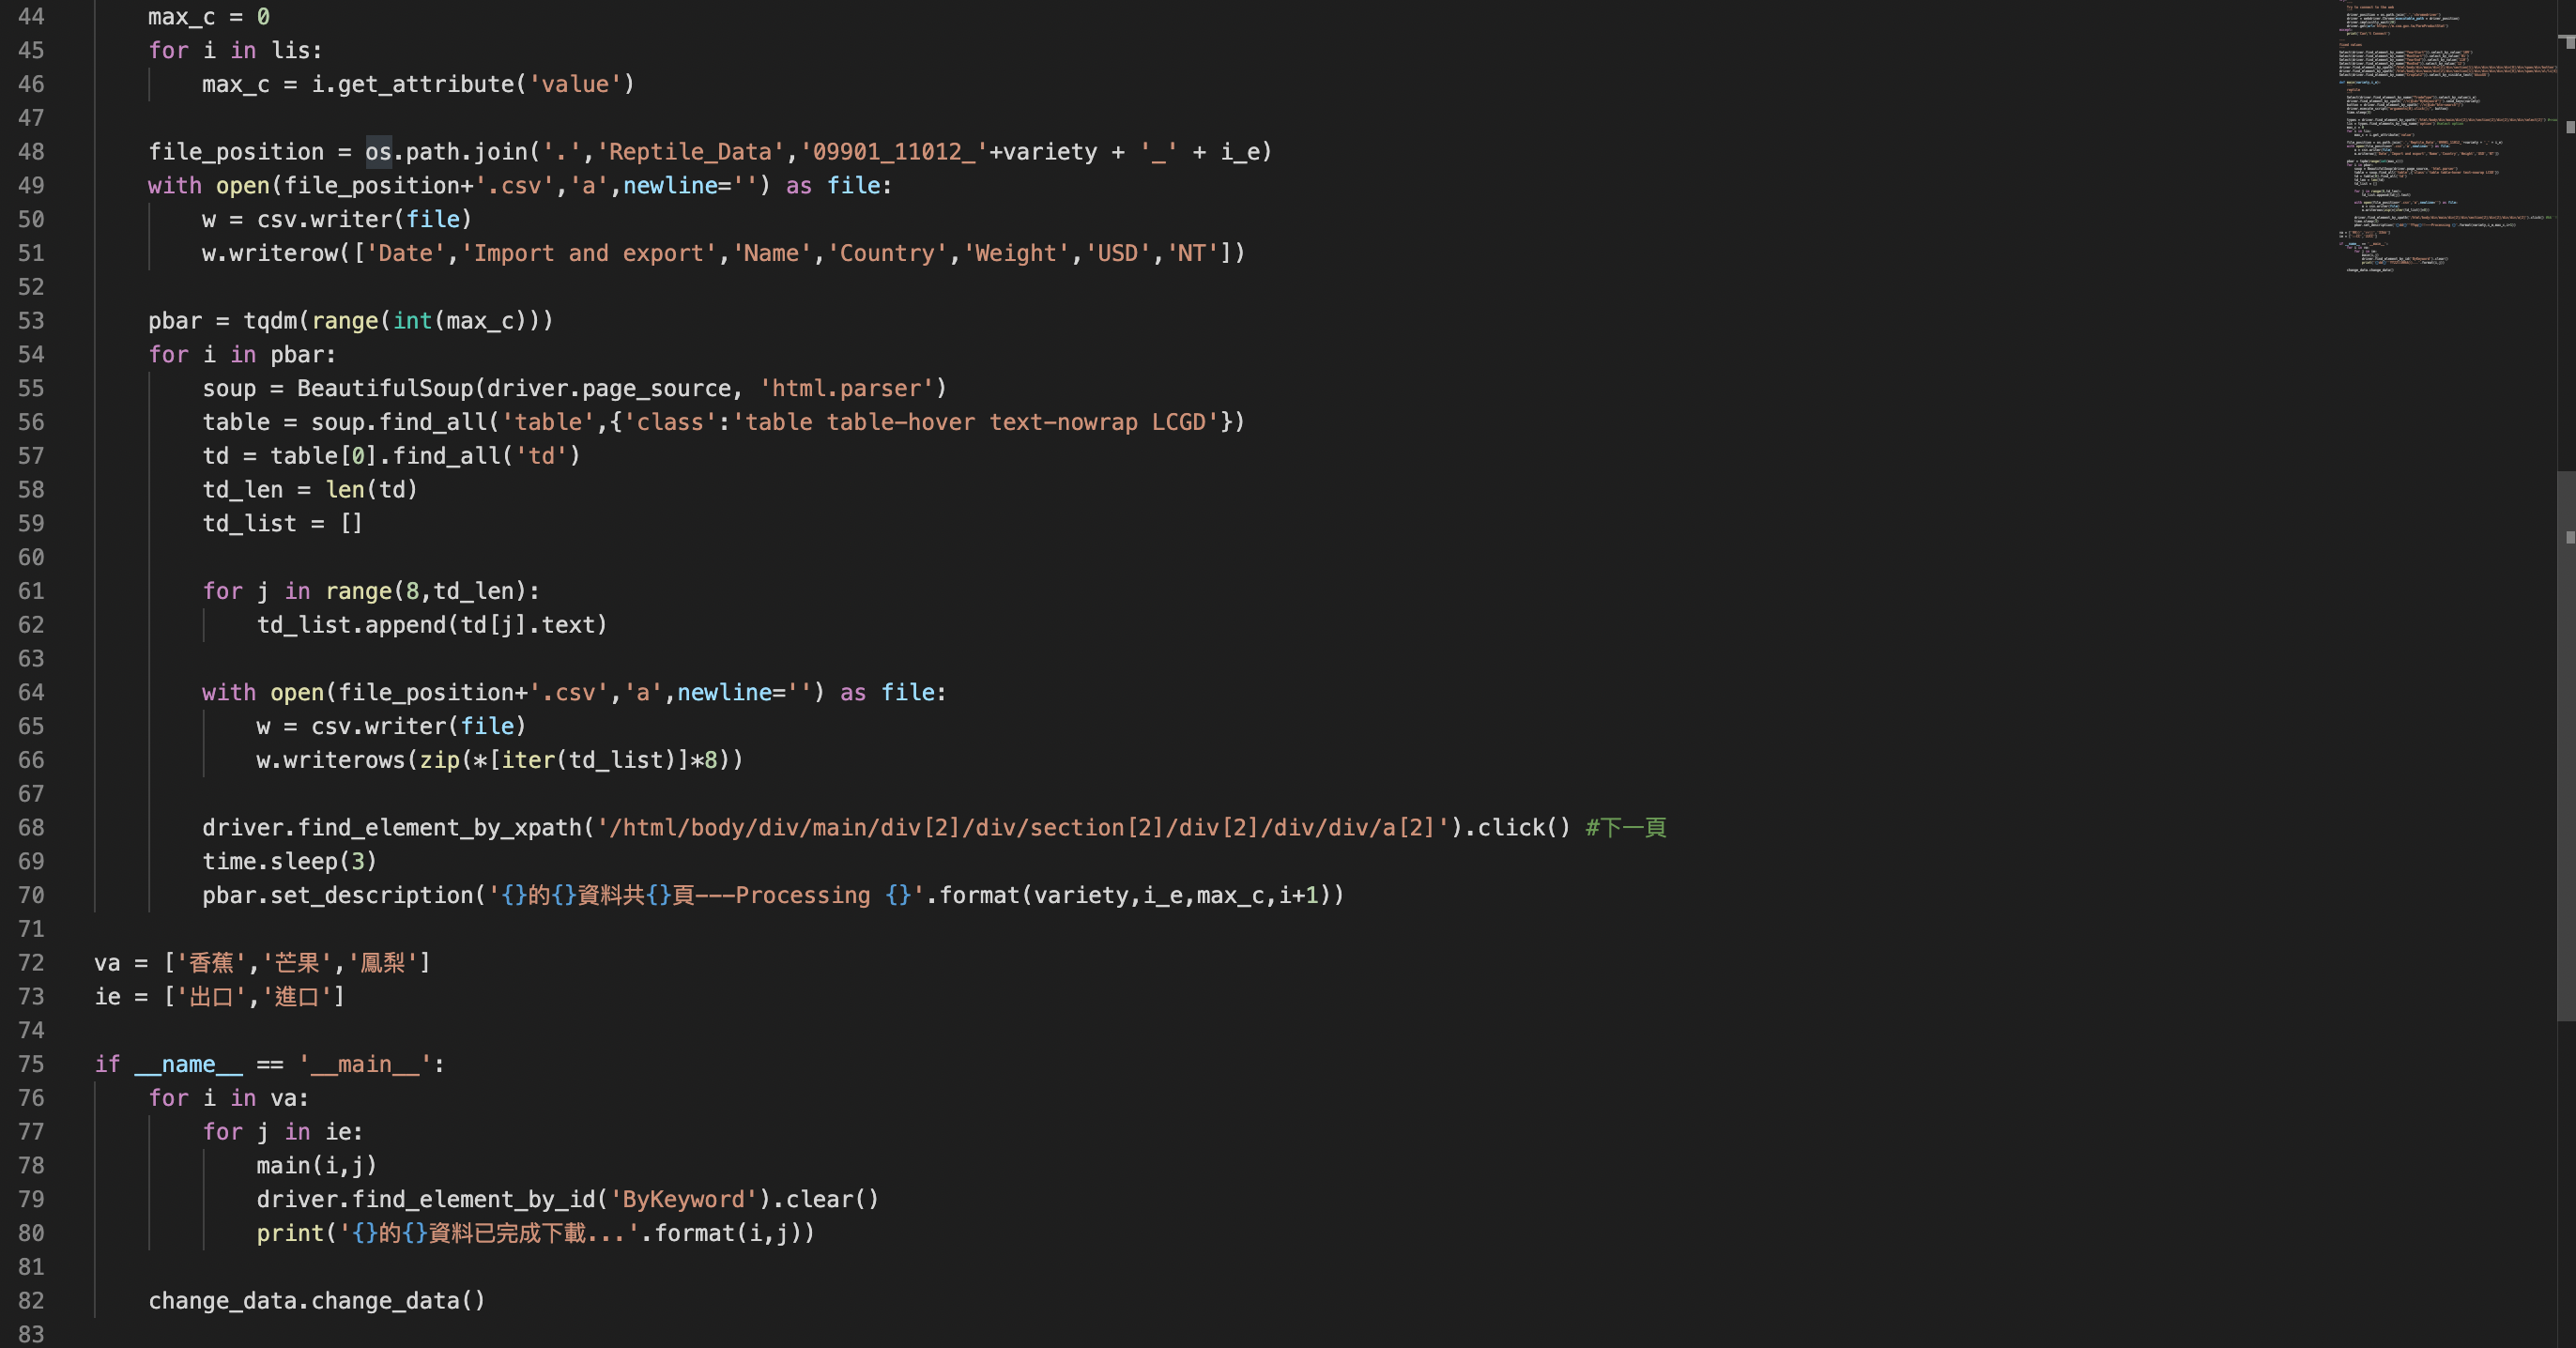 44 max_c = 0
45 for i in lis:
46 max_c = i.get_attribute('value')
47
48 file_position = os.path.join('.','Reptile_Data','09901_11012_'+variety + '_' + i_e)
49 with open(file_position+'.csv','a',newline='') as file:
50 w = csv.writer(file)
51 w.writerow(['Date','Import and export','Name','Country','Weight','USD','NT'])
52
53 pbar = tqdm(range(int(max_c)))
54 for i in pbar:
55 soup = BeautifulSoup(driver.page_source, 'html.parser')
56 table = soup.find_all('table',{'class':'table table-hover text-nowrap LCGD'})
57 td = table[0].find_all('td')
58 td_len = len(td)
59 td_list = []
60
61 for j in range(8,td_len):
62 td_list.append(td[j].text)
63
64 with open(file_position+'.csv','a',newline='') as file:
65 w = csv.writer(file)
66 w.writerows(zip(*[iter(td_list)]*8))
67
68 driver.find_element_by_xpath('/html/body/div/main/div[2]/div/section[2]/div[2]/div/div/a[2]').click() #下一頁
69 time.sleep(3)
70 pbar.set_description('{}的{}資料共{}頁---Processing {}'.format(variety,i_e,max_c,i+1))
71
72 va = ['香蕉','芒果','鳳梨']
73 ie = ['出口','進口']
74
75 if __name__ == '__main__':
76 for i in va:
77 for j in ie:
78 main(i,j)
79 driver.find_element_by_id('ByKeyword').clear()
80 print('{}的{}資料已完成下載...'.format(i,j))
81
82 change_data.change_data()
83